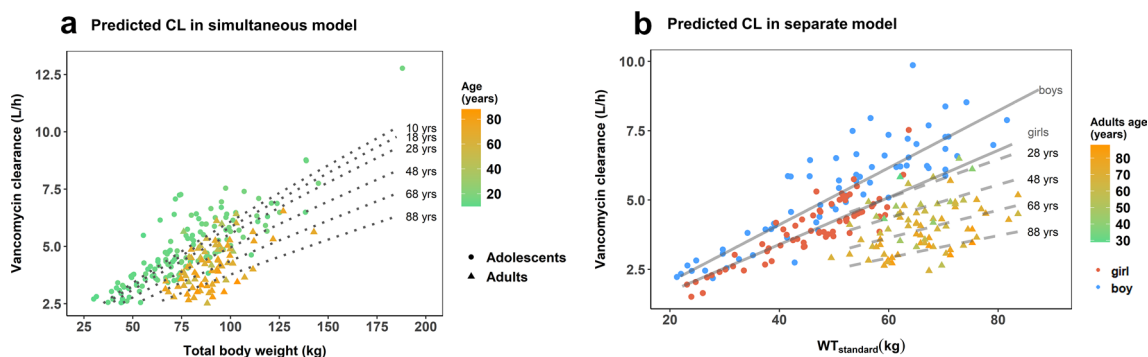 a Predicted CL in simultaneous model
Vancomycin clearance (L/h)
12.5
10.0
7.5
5.0
2.5
25
50
75
100
125
150
175
200
Total body weight (kg)
10 yrs
18 yrs
28 yrs
48 yrs
68 yrs
88 yrs
Age
(years)
80
60
40
20
Adolescents
Adults
b Predicted CL in separate model
Vancomycin clearance (L/h)
10.0
7.5
5.0
2.5
20
40
60
80
WTstandard(kg)
boys
girls
28 yrs
48 yrs
68 yrs
88 yrs
Adults age
(years)
80
70
60
50
40
30
girl
boy